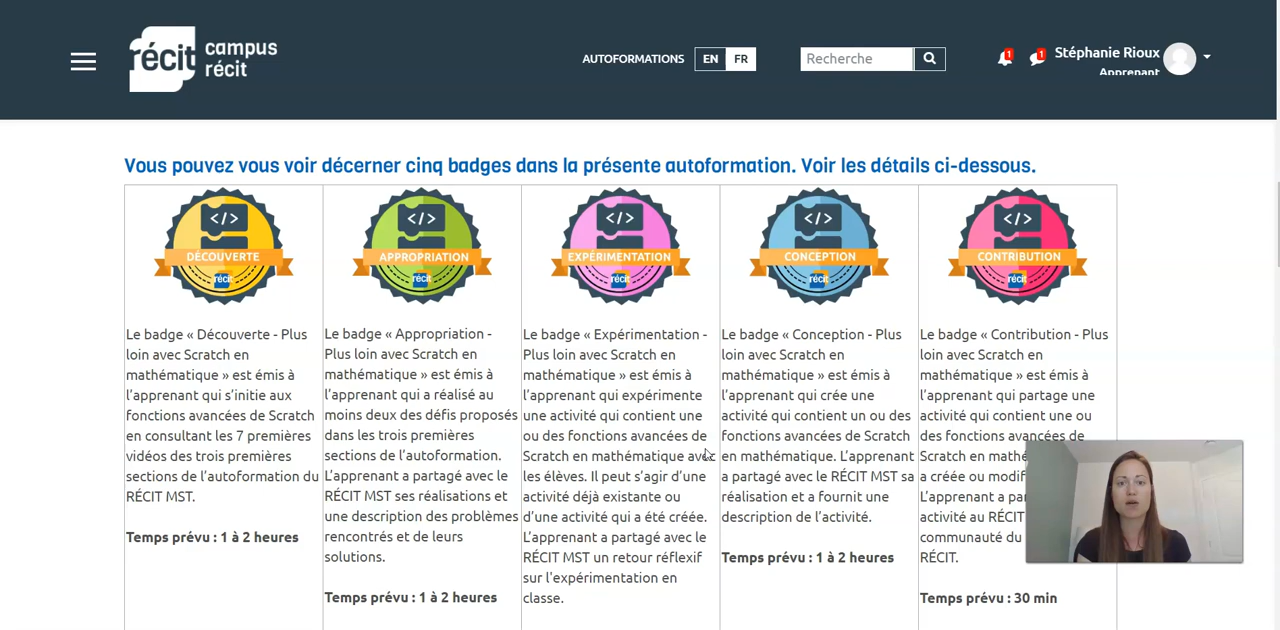 récit
campus
récit
AUTOFORMATIONS
EN
FR
Recherche
1
1
Stéphanie Rioux
Apprenant
Vous pouvez vous voir décerner cinq badges dans la présente autoformation. Voir les détails ci-dessous.
</>
DÉCOUVERTE
récit
</>
APPROPRIATION
récit
</>
EXPÉRIMENTATION
récit
</>
CONCEPTION
récit
</>
CONTRIBUTION
récit
Le badge « Découverte - Plus
loin avec Scratch en
mathématique » est émis à
l’apprenant qui s’initie aux
fonctions avancées de Scratch
en consultant les 7 premières
vidéos des trois premières
sections de l’autoformation du
RÉCIT MST.
Temps prévu : 1 à 2 heures
Le badge « Appropriation -
Plus loin avec Scratch en
mathématique » est émis à
l’apprenant qui a réalisé au
moins deux des défis proposés
dans les trois premières
sections de l’autoformation.
L’apprenant a partagé avec le
RÉCIT MST ses réalisations et
une description des problèmes
rencontrés et de leurs
solutions.
Temps prévu : 1 à 2 heures
Le badge « Expérimentation -
Plus loin avec Scratch en
mathématique » est émis à
l’apprenant qui expérimente
une activité qui contient une
ou des fonctions avancées de
Scratch en mathématique avec
les élèves. Il peut s’agir d’une
activité déjà existante ou
d’une activité qui a été créée.
L’apprenant a partagé avec le
RÉCIT MST un retour réflexif
sur l’expérimentation en
classe.
Le badge « Conception - Plus
loin avec Scratch en
mathématique » est émis à
l’apprenant qui crée une
activité qui contient un ou des
fonctions avancées de Scratch
en mathématique. L’apprenant
a partagé avec le RÉCIT MST sa
réalisation et a fournit une
description de l’activité.
Temps prévu : 1 à 2 heures
Le badge « Contribution - Plus
loin avec Scratch en
mathématique » est émis à
l’apprenant qui partage une
activité qui contient une ou
des fonctions avancées de
Scratch en
a créée ou
L’apprenant a
activité au RÉCIT
communauté du
RÉCIT.
Temps prévu : 30 min